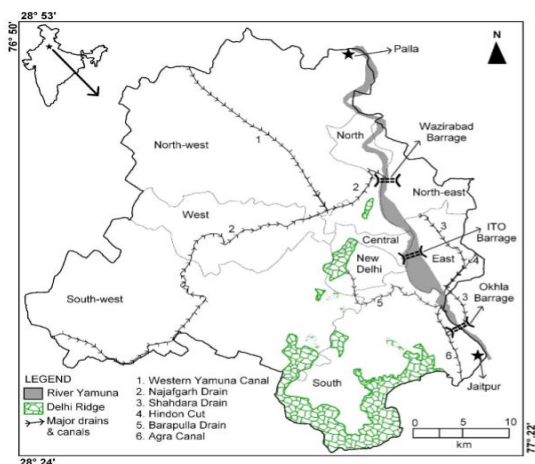 28° 53'
76° 50'
Palla
N
North-west
1
North
Wazirabad
Barrage
2
North-east
West
3
2
Central
ITO
Barrage
New
Delhi
East
4
South-west
5
3
Okhla
Barrage
6
South
Jaitpur
LEGEND
River Yamuna
Delhi Ridge
Major drains
& canals
1. Western Yamuna Canal
2. Najafgarh Drain
3. Shahdara Drain
4. Hindon Cut
5. Barapulla Drain
6. Agra Canal
0 5 10
km
28° 24'
77° 22'